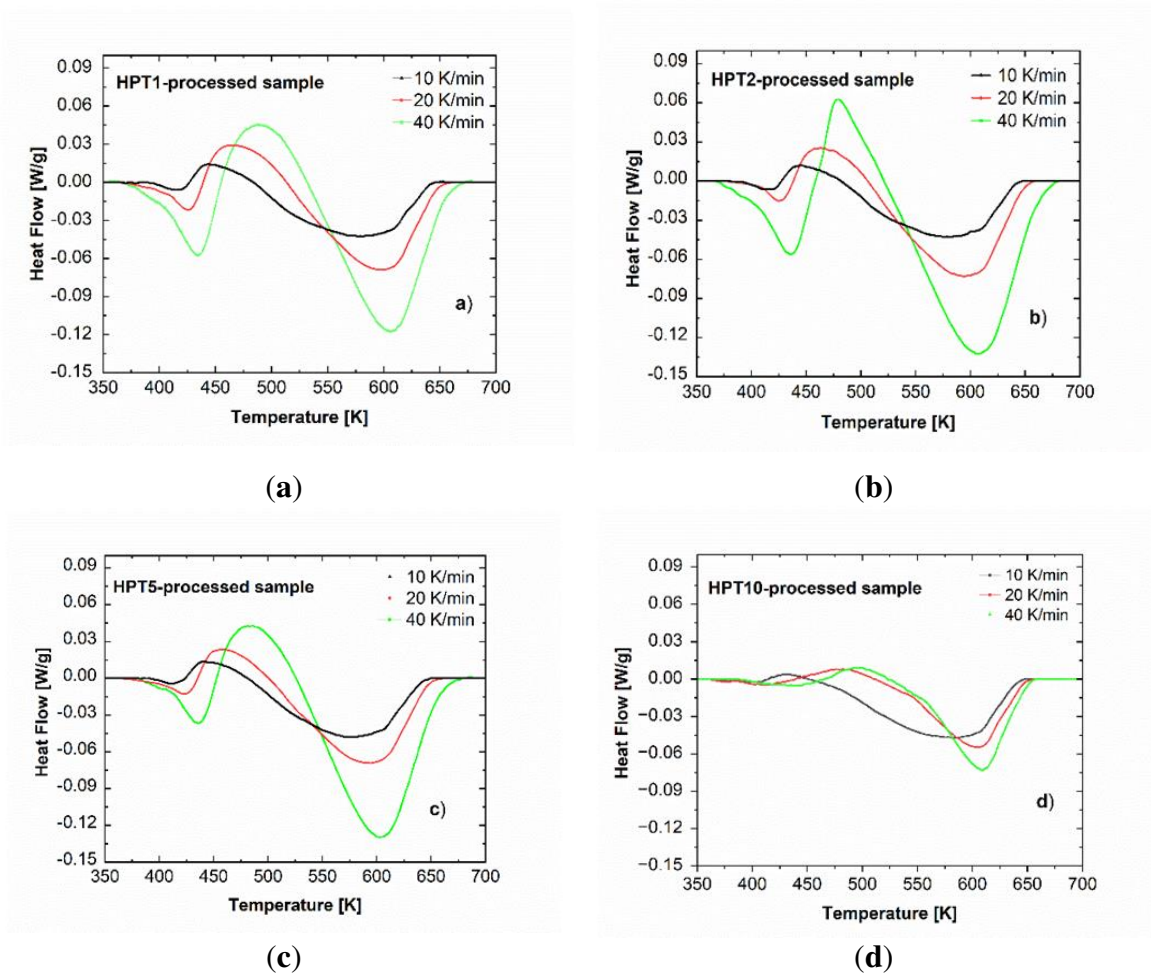 HPT1-processed sample
10 K/min
20 K/min
40 K/min
0.09
0.06
0.03
0.00
-0.03
-0.06
-0.09
-0.12
-0.15
Heat Flow [W/g]
a)
350 400 450 500 550 600 650 700
Temperature [K]
(a)
HPT2-processed sample
10 K/min
20 K/min
40 K/min
0.09
0.06
0.03
0.00
-0.03
-0.06
-0.09
-0.12
-0.15
Heat Flow [W/g]
b)
350 400 450 500 550 600 650 700
Temperature [K]
(b)
HPT5-processed sample
10 K/min
20 K/min
40 K/min
0.09
0.06
0.03
0.00
-0.03
-0.06
-0.09
-0.12
-0.15
Heat Flow [W/g]
c)
350 400 450 500 550 600 650 700
Temperature [K]
(c)
HPT10-processed sample
10 K/min
20 K/min
40 K/min
0.09
0.06
0.03
0.00
−0.03
−0.06
−0.09
−0.12
−0.15
Heat Flow [W/g]
d)
350 400 450 500 550 600 650 700
Temperature [K]
(d)